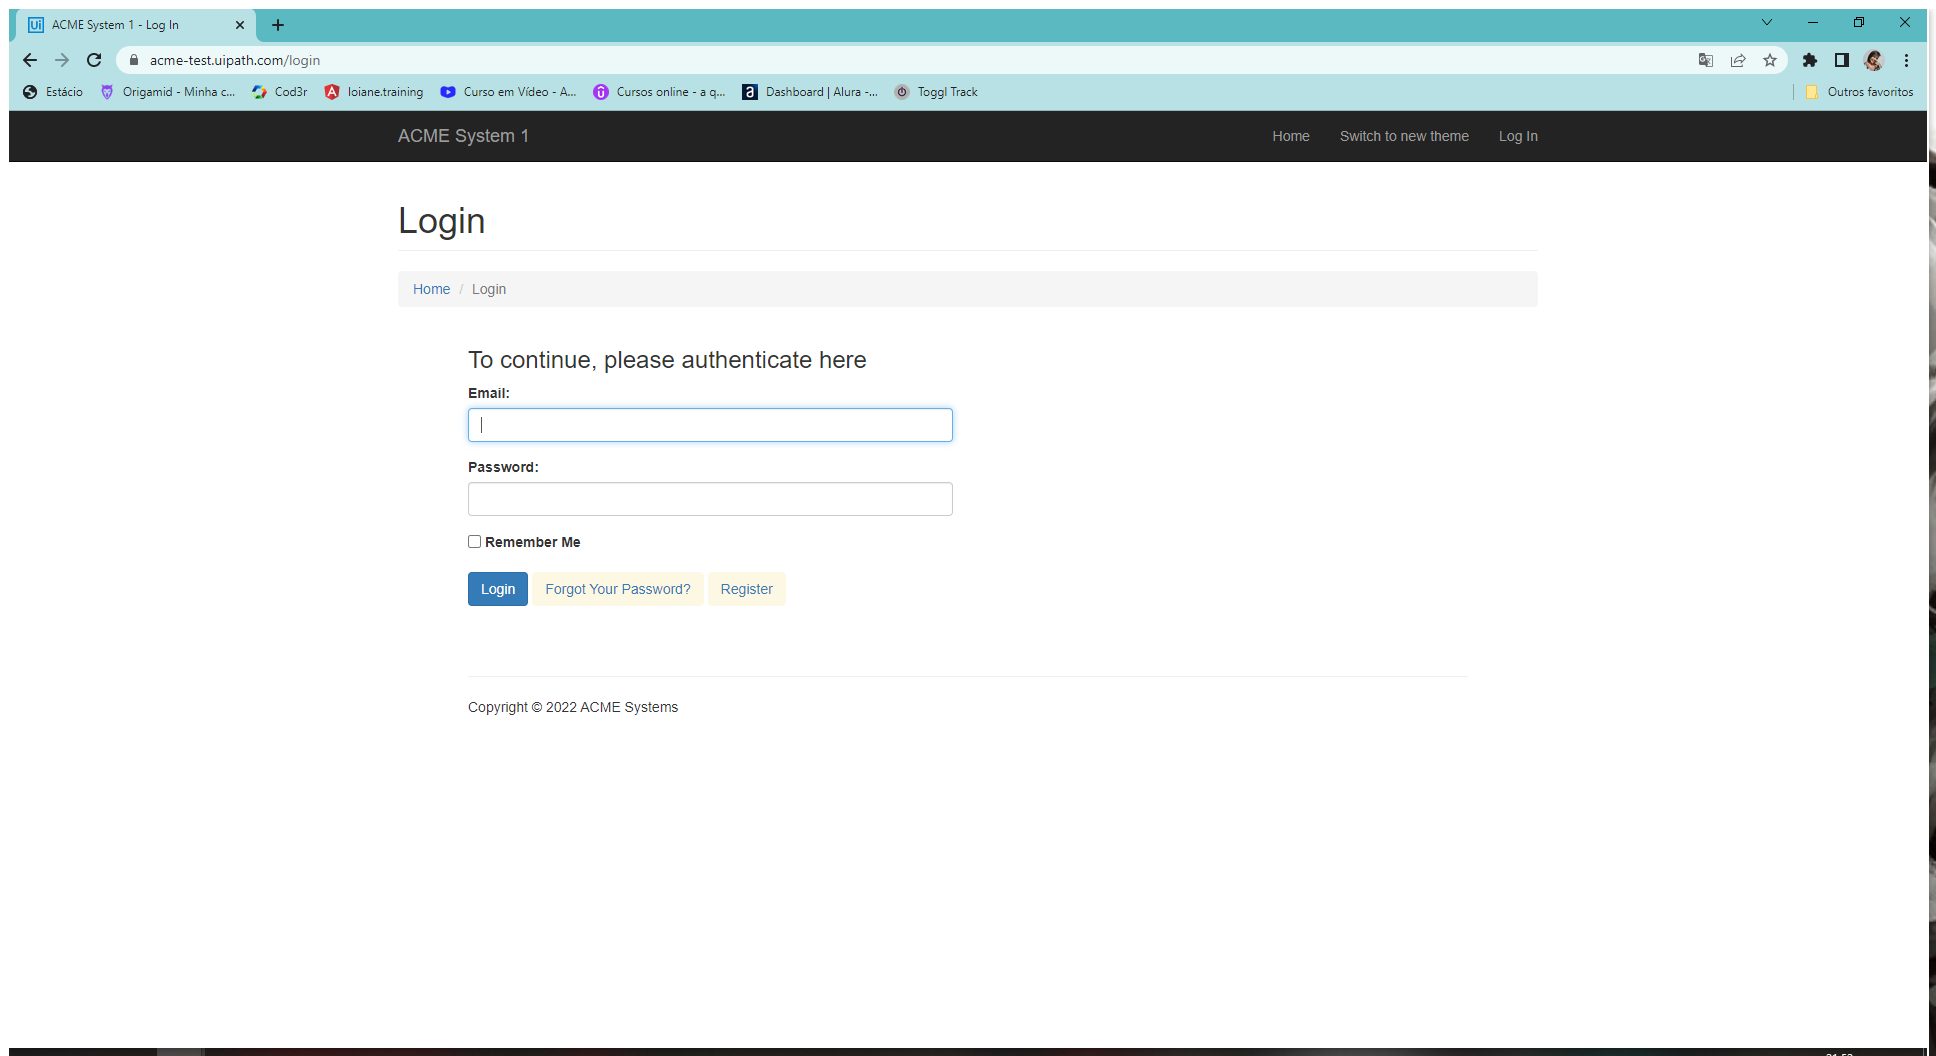 Ui ACME System 1 - Log In
acme-test.uipath.com/login
Estácio Origamid - Minha c... Cod3r loiane.training Curso em Vídeo - A... Cursos online - a q... Dashboard | Alura -... Toggl Track Outros favoritos
ACME System 1 Home Switch to new theme Log In
Login
Home / Login
To continue, please authenticate here
Email:
Password:
Remember Me
Login Forgot Your Password? Register
Copyright © 2022 ACME Systems